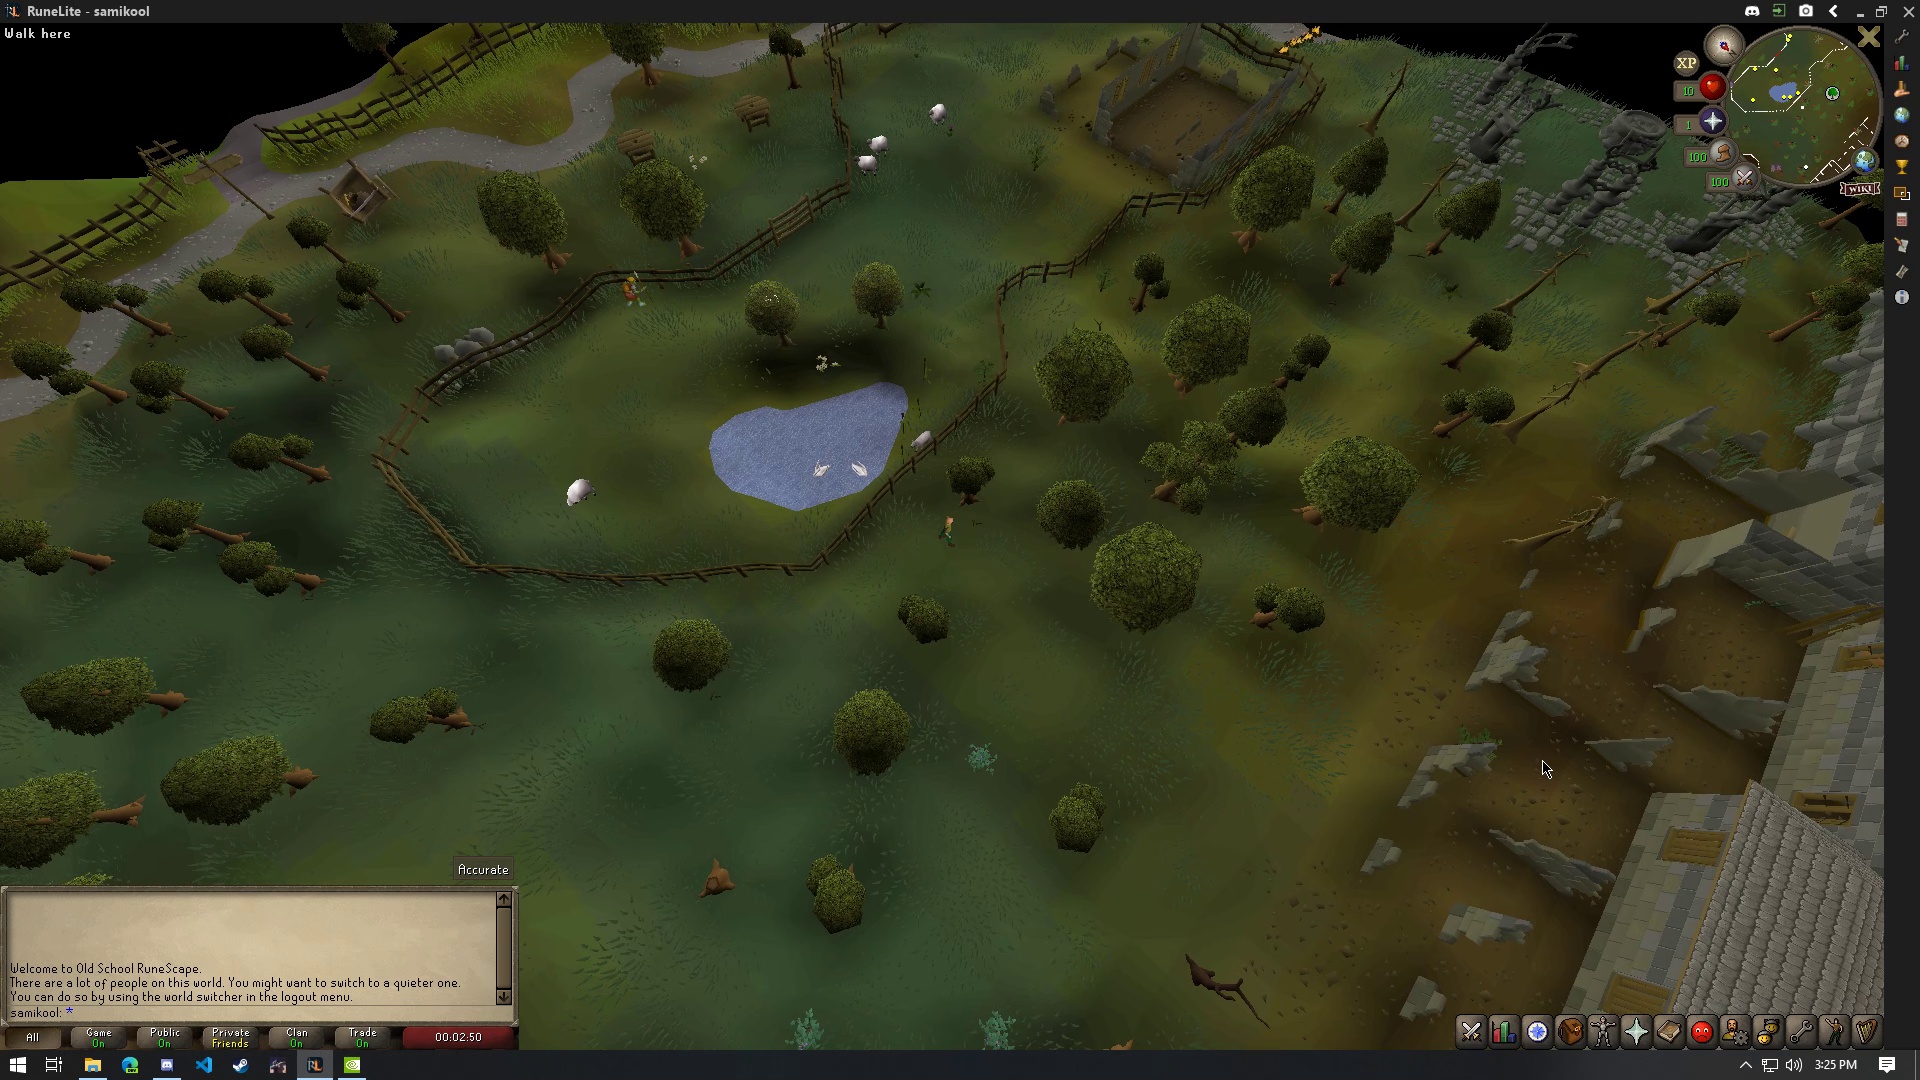 RuneLite - samikool
Walk here
XP
10
1
100
100
WIKI
Accurate
Welcome to Old School RuneScape.
There are a lot of people on this world. You might want to switch to a quieter one.
You can do so by using the world switcher in the logout menu.
samikool: *
All
Game
On
Public
On
Private
Friends
Clan
On
Trade
On
00:02:50
3:25 PM